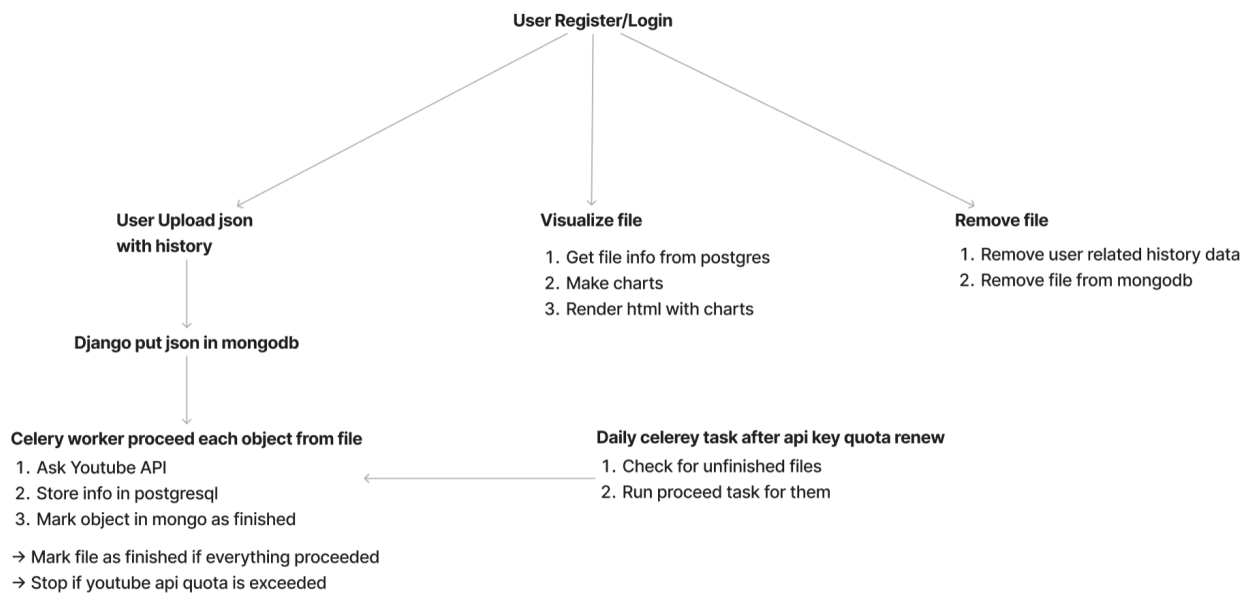 User Register/Login
User Upload json
with history
Visualize file
1. Get file info from postgres
2. Make charts
3. Render html with charts
Remove file
1. Remove user related history data
2. Remove file from mongodb
Django put json in mongodb
Celery worker proceed each object from file
1. Ask Youtube API
2. Store info in postgresql
3. Mark object in mongo as finished
→ Mark file as finished if everything proceeded
→ Stop if youtube api quota is exceeded
Daily celerey task after api key quota renew
1. Check for unfinished files
2. Run proceed task for them